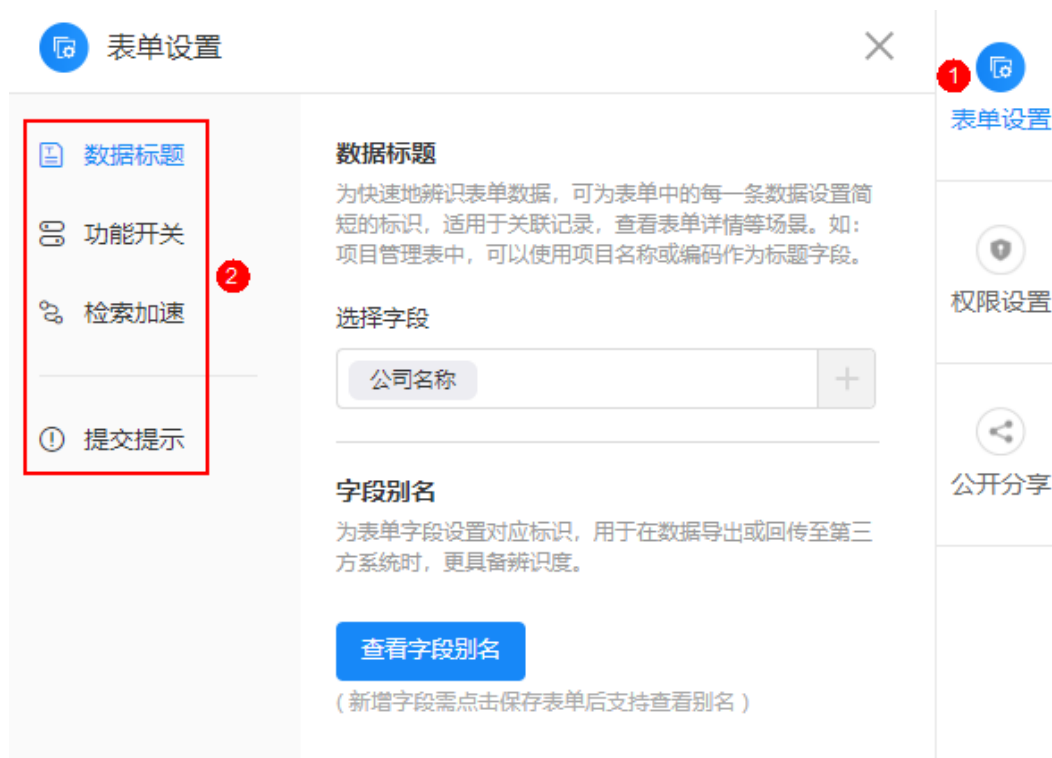 表单设置
数据标题
功能开关
检索加速
提交提示
2
数据标题
为快速地辨识表单数据，可为表单中的每一条数据设置简
短的标识，适用于关联记录，查看表单详情等场景。如：
项目管理表中，可以使用项目名称或编码作为标题字段。
选择字段
公司名称
字段别名
为表单字段设置对应标识，用于在数据导出或回传至第三
方系统时，更具备辨识度。
查看字段别名
（新增字段需点击保存表单后支持查看别名）
1
表单设置
权限设置
公开分享